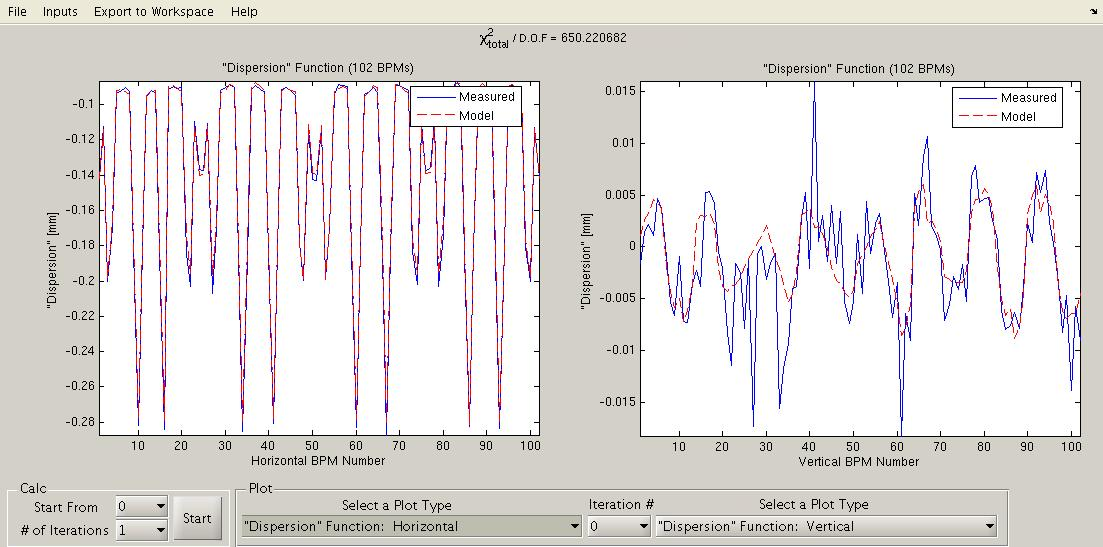 File Inputs Export to Workspace Help
χ²total / D.O.F = 650.220682
"Dispersion" Function (102 BPMs)
Measured
Model
-0.1
-0.12
-0.14
-0.16
-0.18
-0.2
-0.22
-0.24
-0.26
-0.28
"Dispersion" [mm]
10 20 30 40 50 60 70 80 90 100
Horizontal BPM Number
"Dispersion" Function (102 BPMs)
Measured
Model
0.015
0.01
0.005
0
-0.005
-0.01
-0.015
"Dispersion" [mm]
10 20 30 40 50 60 70 80 90 100
Vertical BPM Number
Calc
Start From 0
# of Iterations 1
Start
Plot
Select a Plot Type Iteration # Select a Plot Type
"Dispersion" Function: Horizontal 0 "Dispersion" Function: Vertical